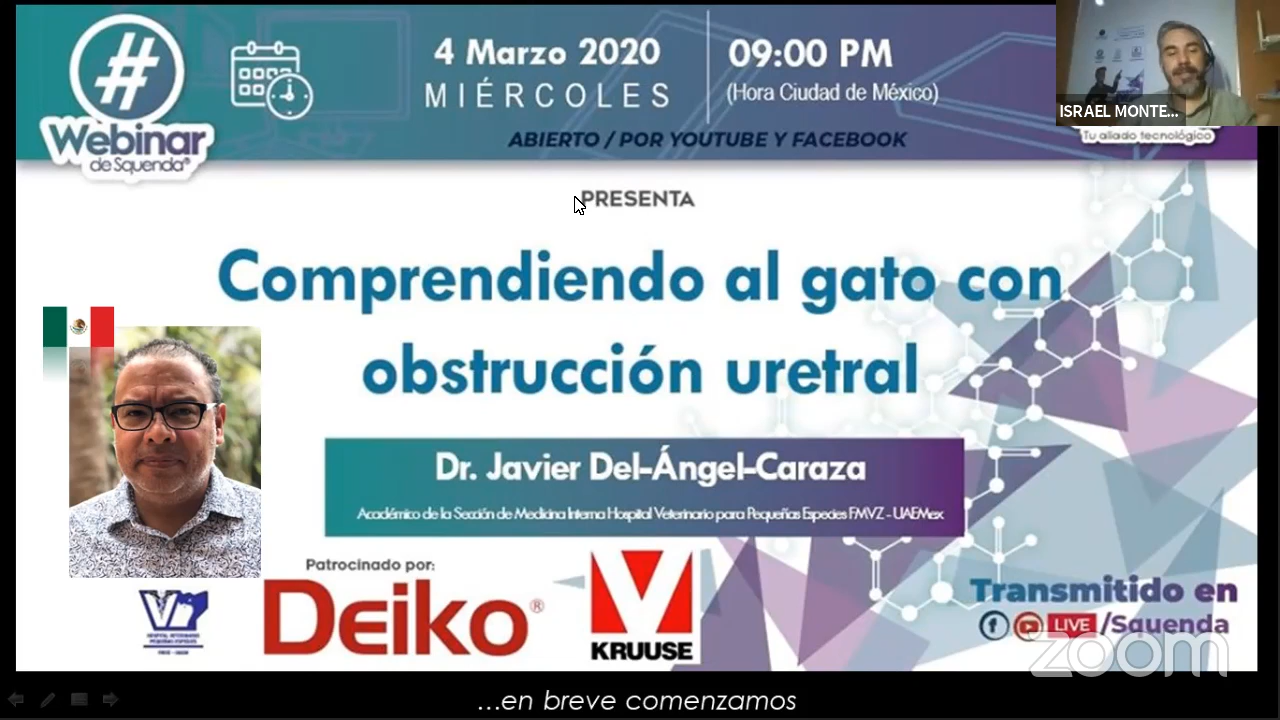 #
Webinar
de Squenda®
4 Marzo 2020
MIÉRCOLES
09:00 PM
(Hora Ciudad de México)
ABIERTO / POR YOUTUBE Y FACEBOOK
ISRAEL MONTE...
Tu aliado tecnológico
PRESENTA
Comprendiendo al gato con
obstrucción uretral
Dr. Javier Del-Ángel-Caraza
Académico de la Sección de Medicina Interna Hospital Veterinario para Pequeñas Especies FMVZ - UAEMex
Patrocinado por:
Deiko®
KRUUSE
Transmitido en
LIVE /Squenda
zoom
...en breve comenzamos